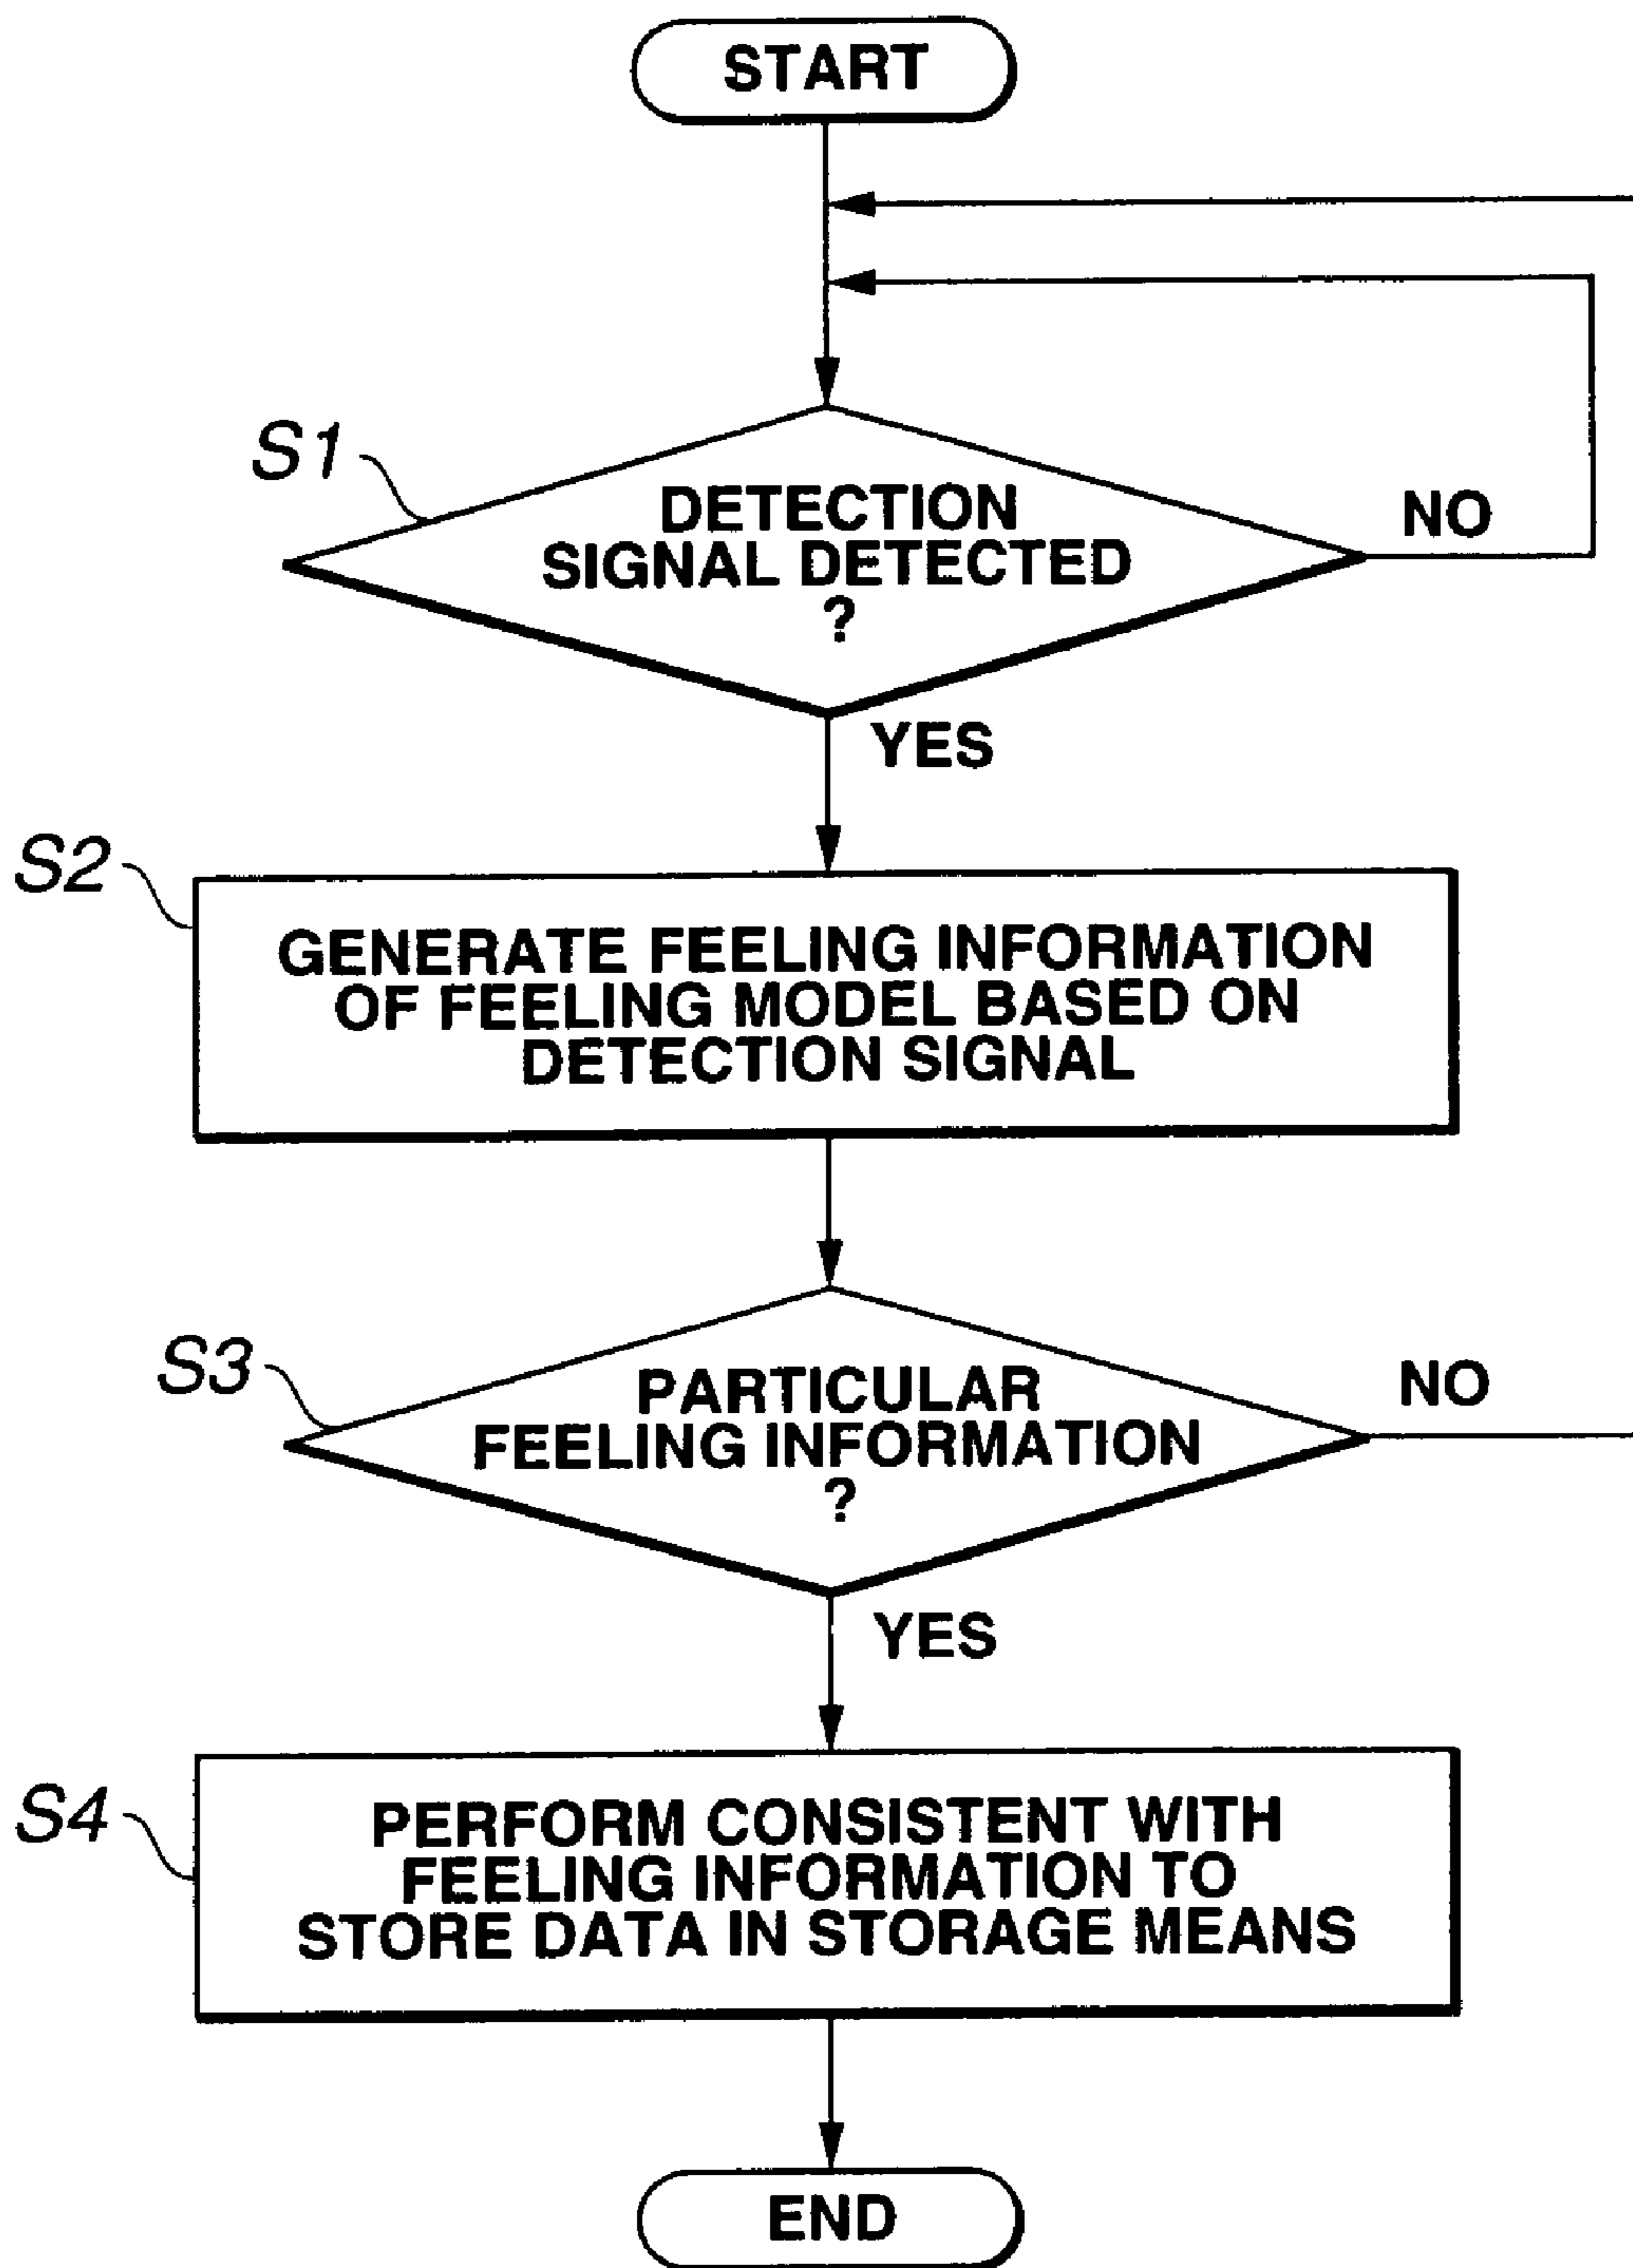 START
S1
DETECTION
SIGNAL DETECTED
?
NO
YES
S2
GENERATE FEELING INFORMATION
OF FEELING MODEL BASED ON
DETECTION SIGNAL
S3
PARTICULAR
FEELING INFORMATION
?
NO
YES
S4
PERFORM CONSISTENT WITH
FEELING INFORMATION TO
STORE DATA IN STORAGE MEANS
END